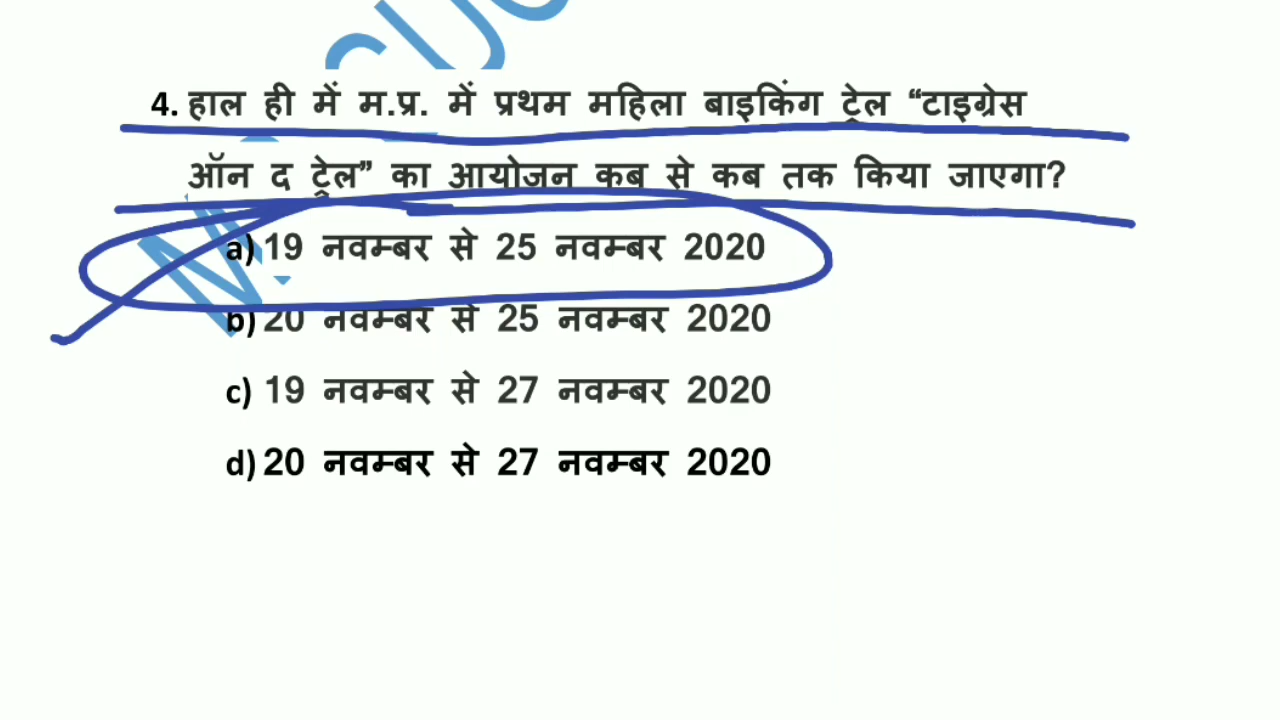 4. हाल ही में म.प्र. में प्रथम महिला बाइकिंग ट्रेल “टाइग्रेस
ऑन द ट्रेल” का आयोजन कब से कब तक किया जाएगा?
a) 19 नवम्बर से 25 नवम्बर 2020
b) 20 नवम्बर से 25 नवम्बर 2020
c) 19 नवम्बर से 27 नवम्बर 2020
d) 20 नवम्बर से 27 नवम्बर 2020